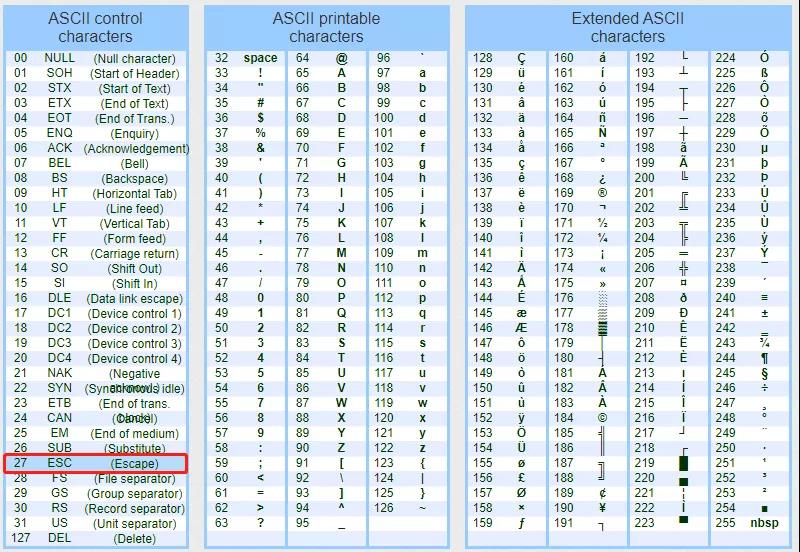 ASCII control
characters
00 NULL (Null character)
01 SOH (Start of Header)
02 STX (Start of Text)
03 ETX (End of Text)
04 EOT (End of Trans.)
05 ENQ (Enquiry)
06 ACK (Acknowledgement)
07 BEL (Bell)
08 BS (Backspace)
09 HT (Horizontal Tab)
10 LF (Line feed)
11 VT (Vertical Tab)
12 FF (Form feed)
13 CR (Carriage return)
14 SO (Shift Out)
15 SI (Shift In)
16 DLE (Data link escape)
17 DC1 (Device control 1)
18 DC2 (Device control 2)
19 DC3 (Device control 3)
20 DC4 (Device control 4)
21 NAK (Negative
22 SYN (Synchronous idle)
23 ETB (End of trans.
24 CAN (Cancel)
25 EM (End of medium)
26 SUB (Substitute)
27 ESC (Escape)
28 FS (File separator)
29 GS (Group separator)
30 RS (Record separator)
31 US (Unit separator)
127 DEL (Delete)
ASCII printable
characters
32 space 64 @ 96 `
33 ! 65 A 97 a
34 " 66 B 98 b
35 # 67 C 99 c
36 $ 68 D 100 d
37 % 69 E 101 e
38 & 70 F 102 f
39 ' 71 G 103 g
40 ( 72 H 104 h
41 ) 73 I 105 i
42 * 74 J 106 j
43 + 75 K 107 k
44 , 76 L 108 l
45 - 77 M 109 m
46 . 78 N 110 n
47 / 79 O 111 o
48 0 80 P 112 p
49 1 81 Q 113 q
50 2 82 R 114 r
51 3 83 S 115 s
52 4 84 T 116 t
53 5 85 U 117 u
54 6 86 V 118 v
55 7 87 W 119 w
56 8 88 X 120 x
57 9 89 Y 121 y
58 : 90 Z 122 z
59 ; 91 [ 123 {
60 < 92 \ 124 |
61 = 93 ] 125 }
62 > 94 ^ 126 ~
63 ? 95 _
Extended ASCII
characters
128 Ç 160 á 192 └ 224 Ó
129 ü 161 í 193 ┴ 225 ß
130 é 162 ó 194 ┬ 226 Ô
131 â 163 ú 195 ├ 227 Ò
132 ä 164 ñ 196 ─ 228 õ
133 à 165 Ñ 197 ┼ 229 Õ
134 å 166 ª 198 ã 230 µ
135 ç 167 º 199 Ã 231 þ
136 ê 168 ¿ 200 ╚ 232 Þ
137 ë 169 ® 201 ╔ 233 Ú
138 è 170 ¬ 202 ╩ 234 Û
139 ï 171 ½ 203 ╦ 235 Ù
140 î 172 ¼ 204 ╠ 236 ý
141 ì 173 ¡ 205 ═ 237 Ý
142 Ä 174 « 206 ╬ 238 ¯
143 Å 175 » 207 ¤ 239 ´
144 É 176 ░ 208 ð 240 ≡
145 æ 177 ▒ 209 Ð 241 ±
146 Æ 178 ▓ 210 Ê 242 ‗
147 ô 179 │ 211 Ë 243 ¾
148 ö 180 ┤ 212 È 244 ¶
149 ò 181 Á 213 ı 245 §
150 û 182 Â 214 Í 246 ÷
151 ù 183 À 215 Î 247 ¸
152 ÿ 184 © 216 Ï 248 °
153 Ö 185 ╣ 217 ┘ 249 ¨
154 Ü 186 ║ 218 ┌ 250 ·
155 ø 187 ╗ 219 █ 251 ¹
156 £ 188 ╝ 220 ▄ 252 ³
157 Ø 189 ¢ 221 ¦ 253 ²
158 × 190 ¥ 222 Ì 254 ■
159 ƒ 191 ┐ 223 ▀ 255 nbsp